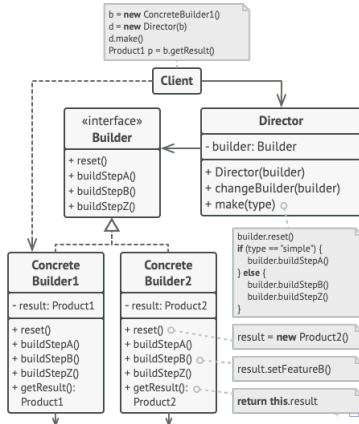 b = new ConcreteBuilder1()
d = new Director(b)
d.make()
Product1 p = b.getResult()
Client
«interface»
Builder
+ reset()
+ buildStepA()
+ buildStepB()
+ buildStepZ()
Director
- builder: Builder
+ Director(builder)
+ changeBuilder(builder)
+ make(type)
builder.reset()
if (type == "simple") {
builder.buildStepA()
} else {
builder.buildStepB()
builder.buildStepZ()
}
Concrete
Builder1
- result: Product1
+ reset()
+ buildStepA()
+ buildStepB()
+ buildStepZ()
+ getResult():
Product1
Concrete
Builder2
- result: Product2
+ reset()
+ buildStepA()
+ buildStepB()
+ buildStepZ()
+ getResult():
Product2
result = new Product2()
result.setFeatureB()
return this.result